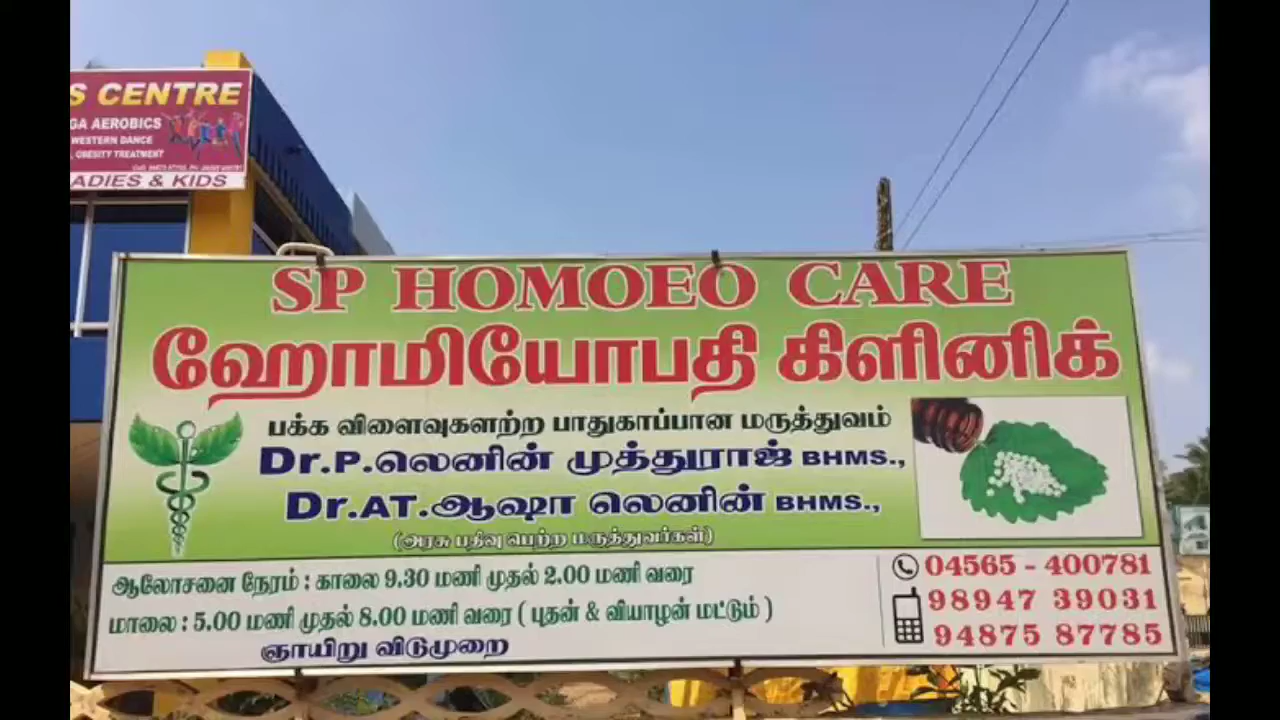 S CENTRE
GA AEROBICS
WESTERN DANCE
OBESITY TREATMENT
ADIES & KIDS
SP HOMOEO CARE
ஹோமியோபதி கிளினிக்
பக்க விளைவுகளற்ற பாதுகாப்பான மருத்துவம்
Dr.P.லெனின் முத்துராஜ் BHMS.,
Dr.AT.ஆஷா லெனின் BHMS.,
(அரசு பதிவு பெற்ற மருத்துவர்கள்)
ஆலோசனை நேரம் : காலை 9.30 மணி முதல் 2.00 மணி வரை
மாலை : 5.00 மணி முதல் 8.00 மணி வரை ( புதன் & வியாழன் மட்டும் )
ஞாயிறு விடுமுறை
04565 - 400781
98947 39031
94875 87785